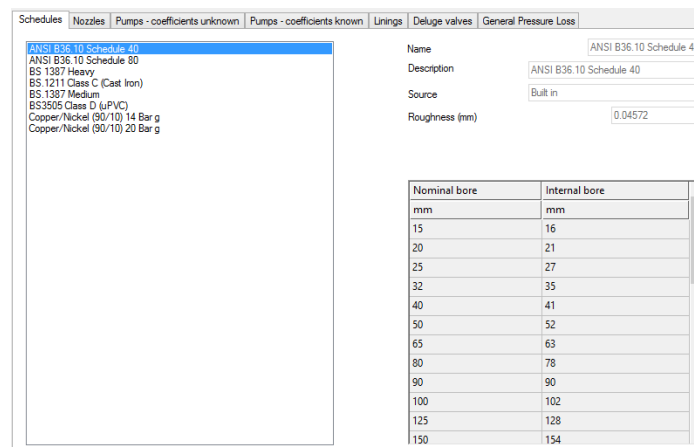 Schedules Nozzles Pumps - coefficients unknown Pumps - coefficients known Linings Deluge valves General Pressure Loss
ANSI B36.10 Schedule 40
ANSI B36.10 Schedule 80
BS 1387 Heavy
BS.1211 Class C (Cast Iron)
BS.1387 Medium
BS3505 Class D (uPVC)
Copper/Nickel (90/10) 14 Bar g
Copper/Nickel (90/10) 20 Bar g
Name ANSI B36.10 Schedule 4
Description ANSI B36.10 Schedule 40
Source Built in
Roughness (mm) 0.04572
Nominal bore Internal bore
mm mm
15 16
20 21
25 27
32 35
40 41
50 52
65 63
80 78
90 90
100 102
125 128
150 154